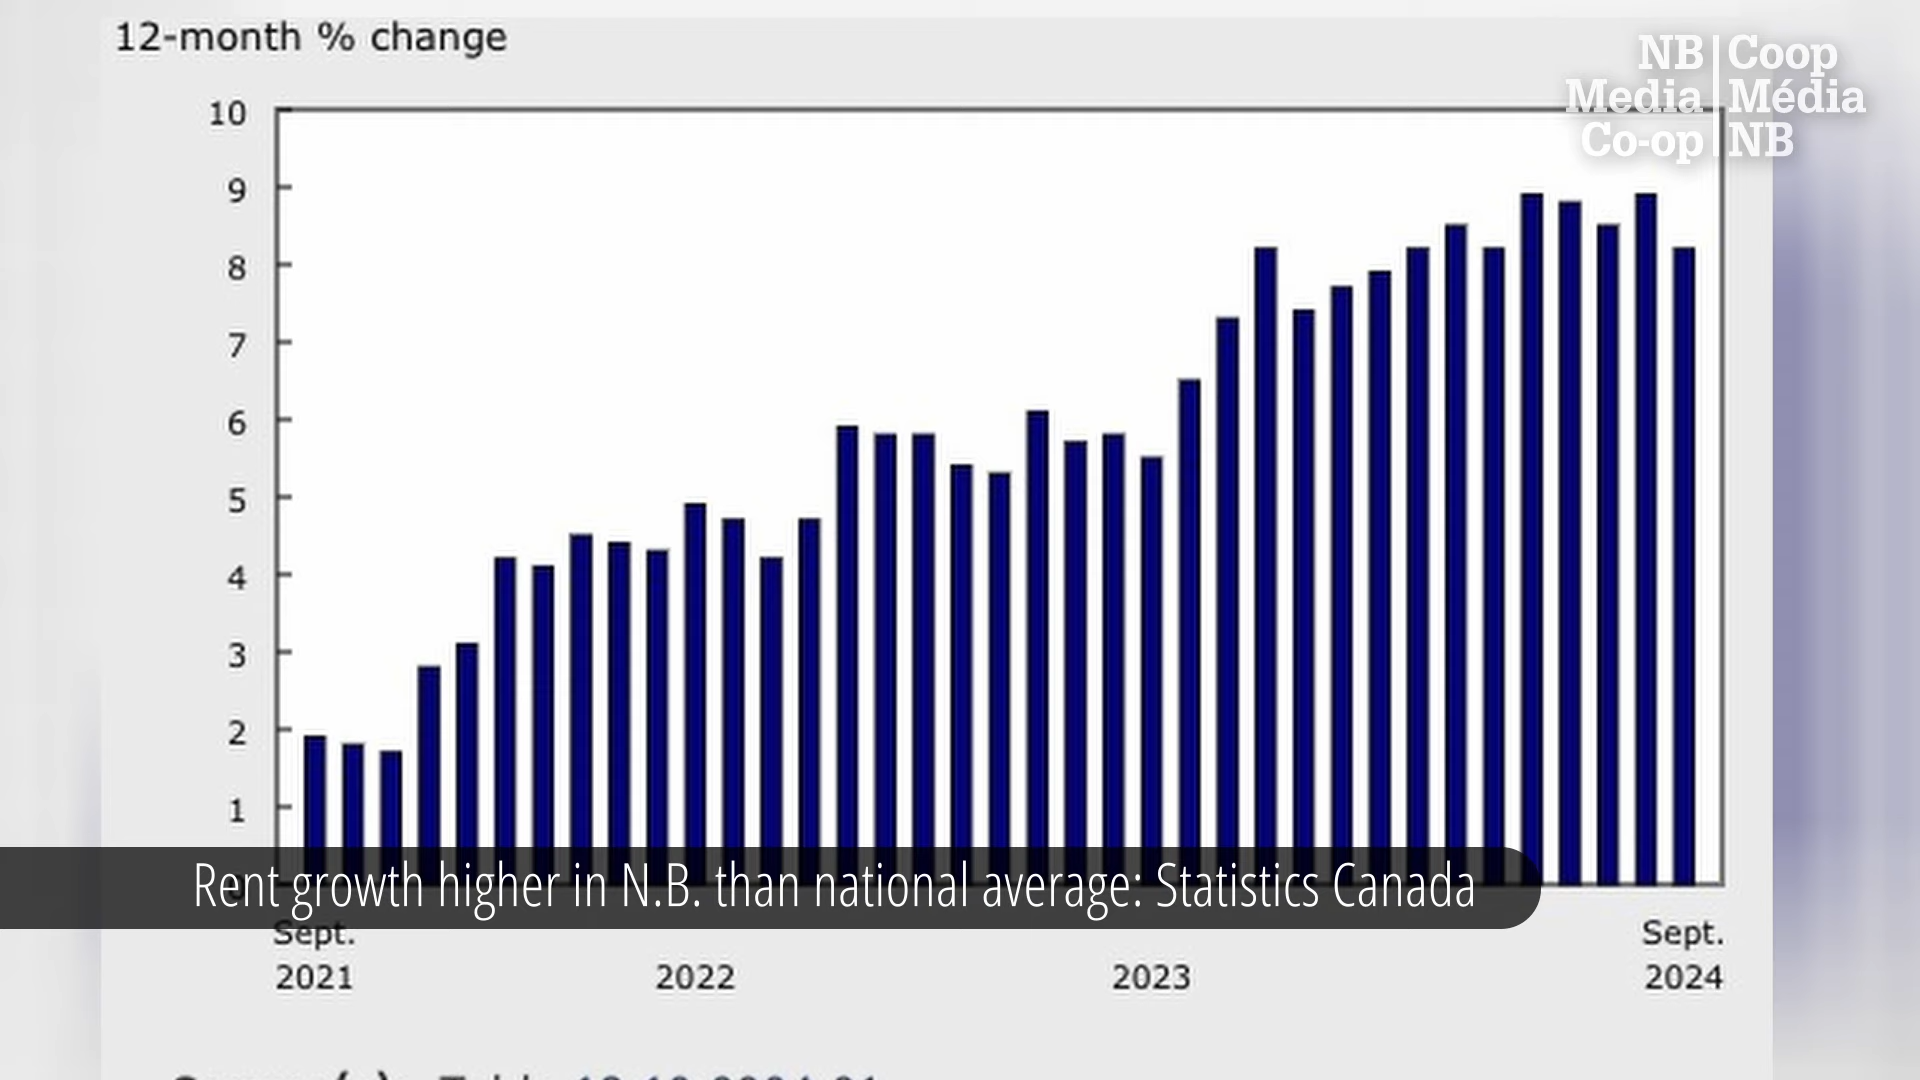 12-month % change
NB Coop
Media Média
Co-op NB
10
9
8
7
6
5
4
3
2
1
Rent growth higher in N.B. than national average: Statistics Canada
Sept.
Sept.
2021
2022
2023
2024